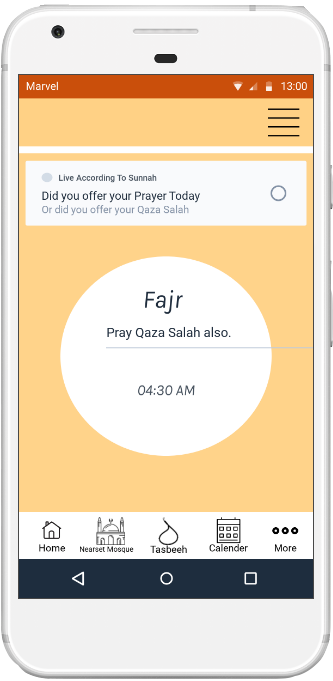 Marvel 13:00
Live According To Sunnah
Did you offer your Prayer Today
Or did you offer your Qaza Salah
Fajr
Pray Qaza Salah also.
04:30 AM
Home Nearset Mosque Tasbeeh Calender More